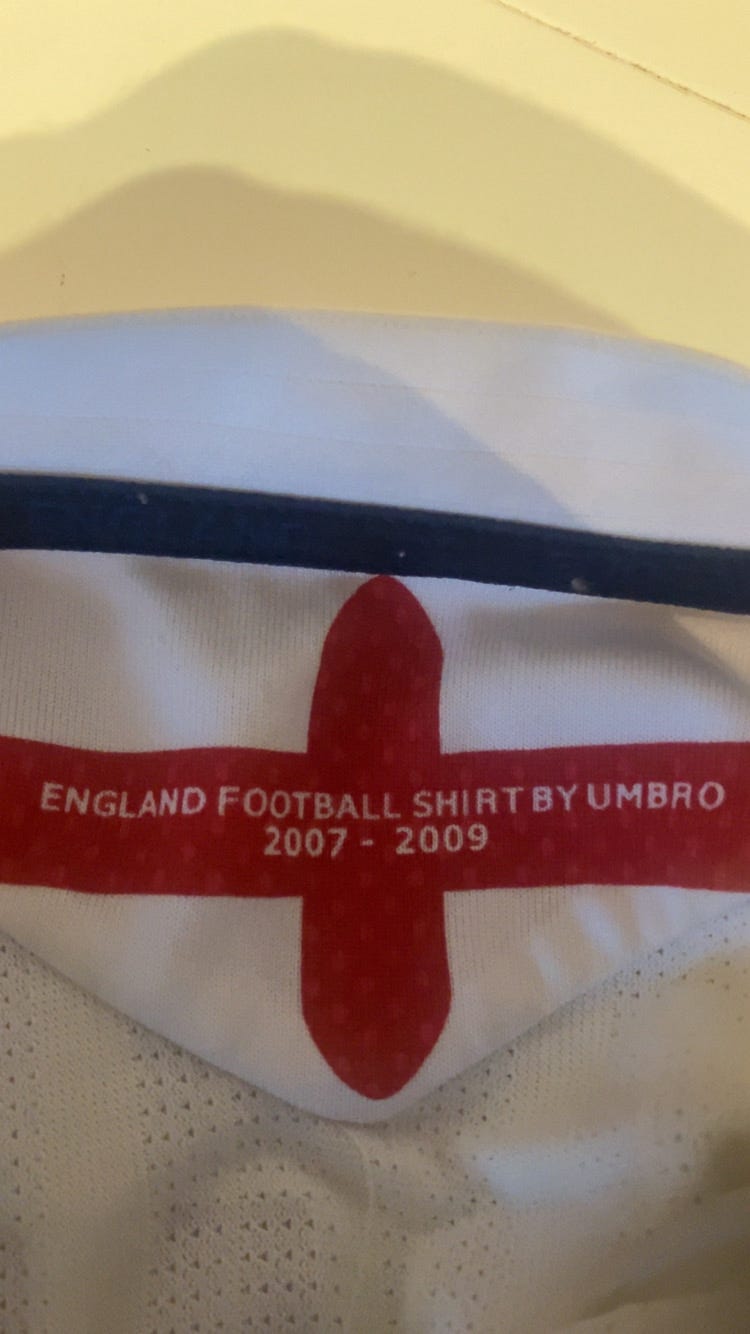 ENGLAND FOOTBALL SHIRT BY UMBRO
2007 - 2009